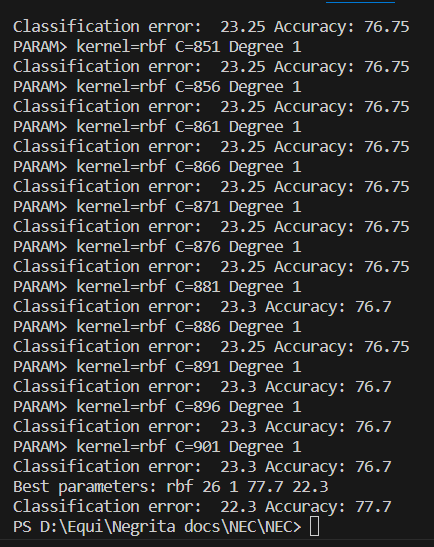 Classification error:  23.25 Accuracy: 76.75
PARAM> kernel=rbf C=851 Degree 1
Classification error:  23.25 Accuracy: 76.75
PARAM> kernel=rbf C=856 Degree 1
Classification error:  23.25 Accuracy: 76.75
PARAM> kernel=rbf C=861 Degree 1
Classification error:  23.25 Accuracy: 76.75
PARAM> kernel=rbf C=866 Degree 1
Classification error:  23.25 Accuracy: 76.75
PARAM> kernel=rbf C=871 Degree 1
Classification error:  23.25 Accuracy: 76.75
PARAM> kernel=rbf C=876 Degree 1
Classification error:  23.25 Accuracy: 76.75
PARAM> kernel=rbf C=881 Degree 1
Classification error:  23.3 Accuracy: 76.7
PARAM> kernel=rbf C=886 Degree 1
Classification error:  23.25 Accuracy: 76.75
PARAM> kernel=rbf C=891 Degree 1
Classification error:  23.3 Accuracy: 76.7
PARAM> kernel=rbf C=896 Degree 1
Classification error:  23.3 Accuracy: 76.7
PARAM> kernel=rbf C=901 Degree 1
Classification error:  23.3 Accuracy: 76.7
Best parameters: rbf 26 1 77.7 22.3
Classification error:  22.3 Accuracy: 77.7
PS D:\Equi\Negrita docs\NEC\NEC>